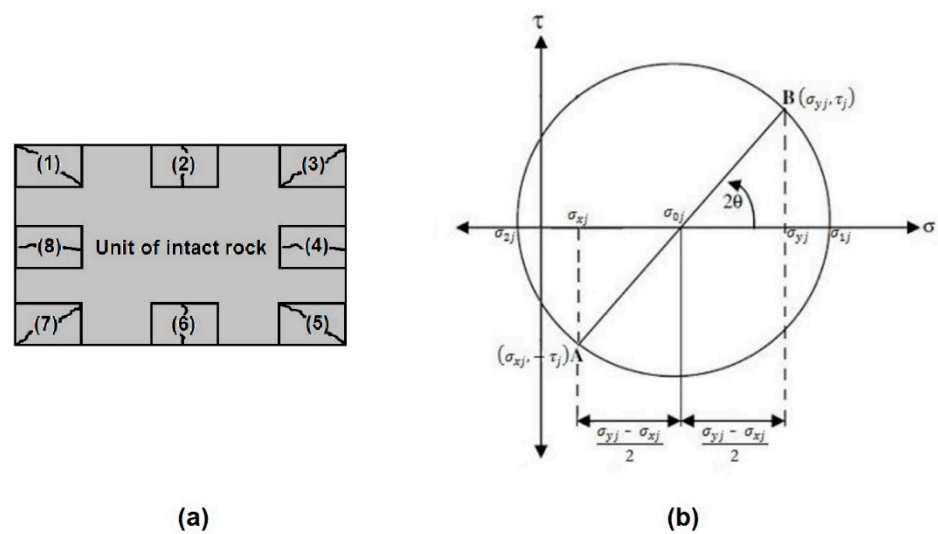 (1) (2) (3)
(8) Unit of intact rock (4)
(7) (6) (5)
(a)
τ
B (σyj, τj)
2θ
σxj σ0j
σ2j σyj σ1j σ
(σxj, − τj) A
σyj - σxj / 2 σyj - σxj / 2
(b)